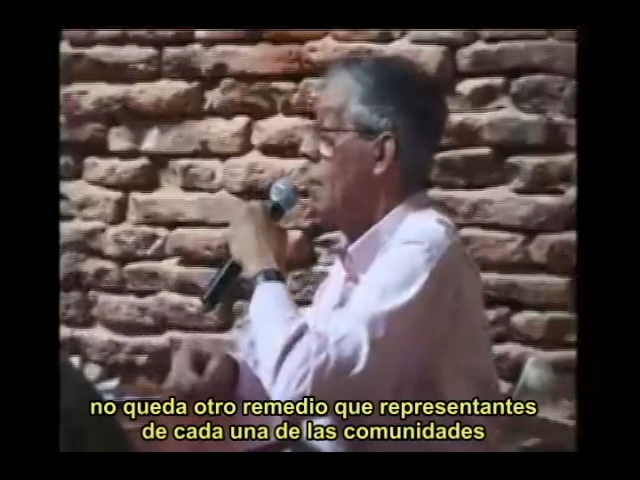 no queda otro remedio que representantes
de cada una de las comunidades